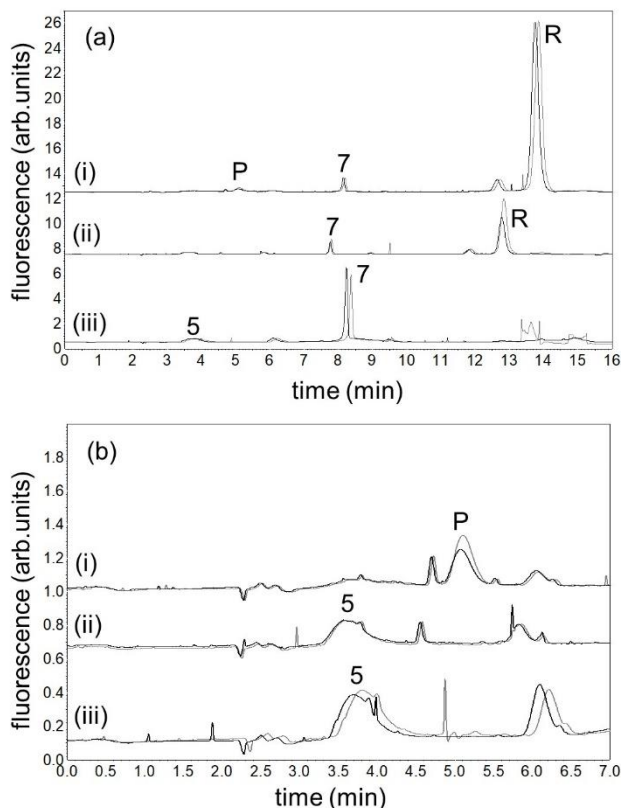 (a)
fluorescence (arb.units)
26
24
22
20
18
16
14
12
10
8
6
4
2
0
R
P
7
(i)
(ii)
7
R
(iii)
5
7
0 1 2 3 4 5 6 7 8 9 10 11 12 13 14 15 16
time (min)
(b)
fluorescence (arb.units)
1.8
1.6
1.4
1.2
1.0
0.8
0.6
0.4
0.2
0.0
(i)
P
(ii)
5
(iii)
5
0.0 0.5 1.0 1.5 2.0 2.5 3.0 3.5 4.0 4.5 5.0 5.5 6.0 6.5 7.0
time (min)